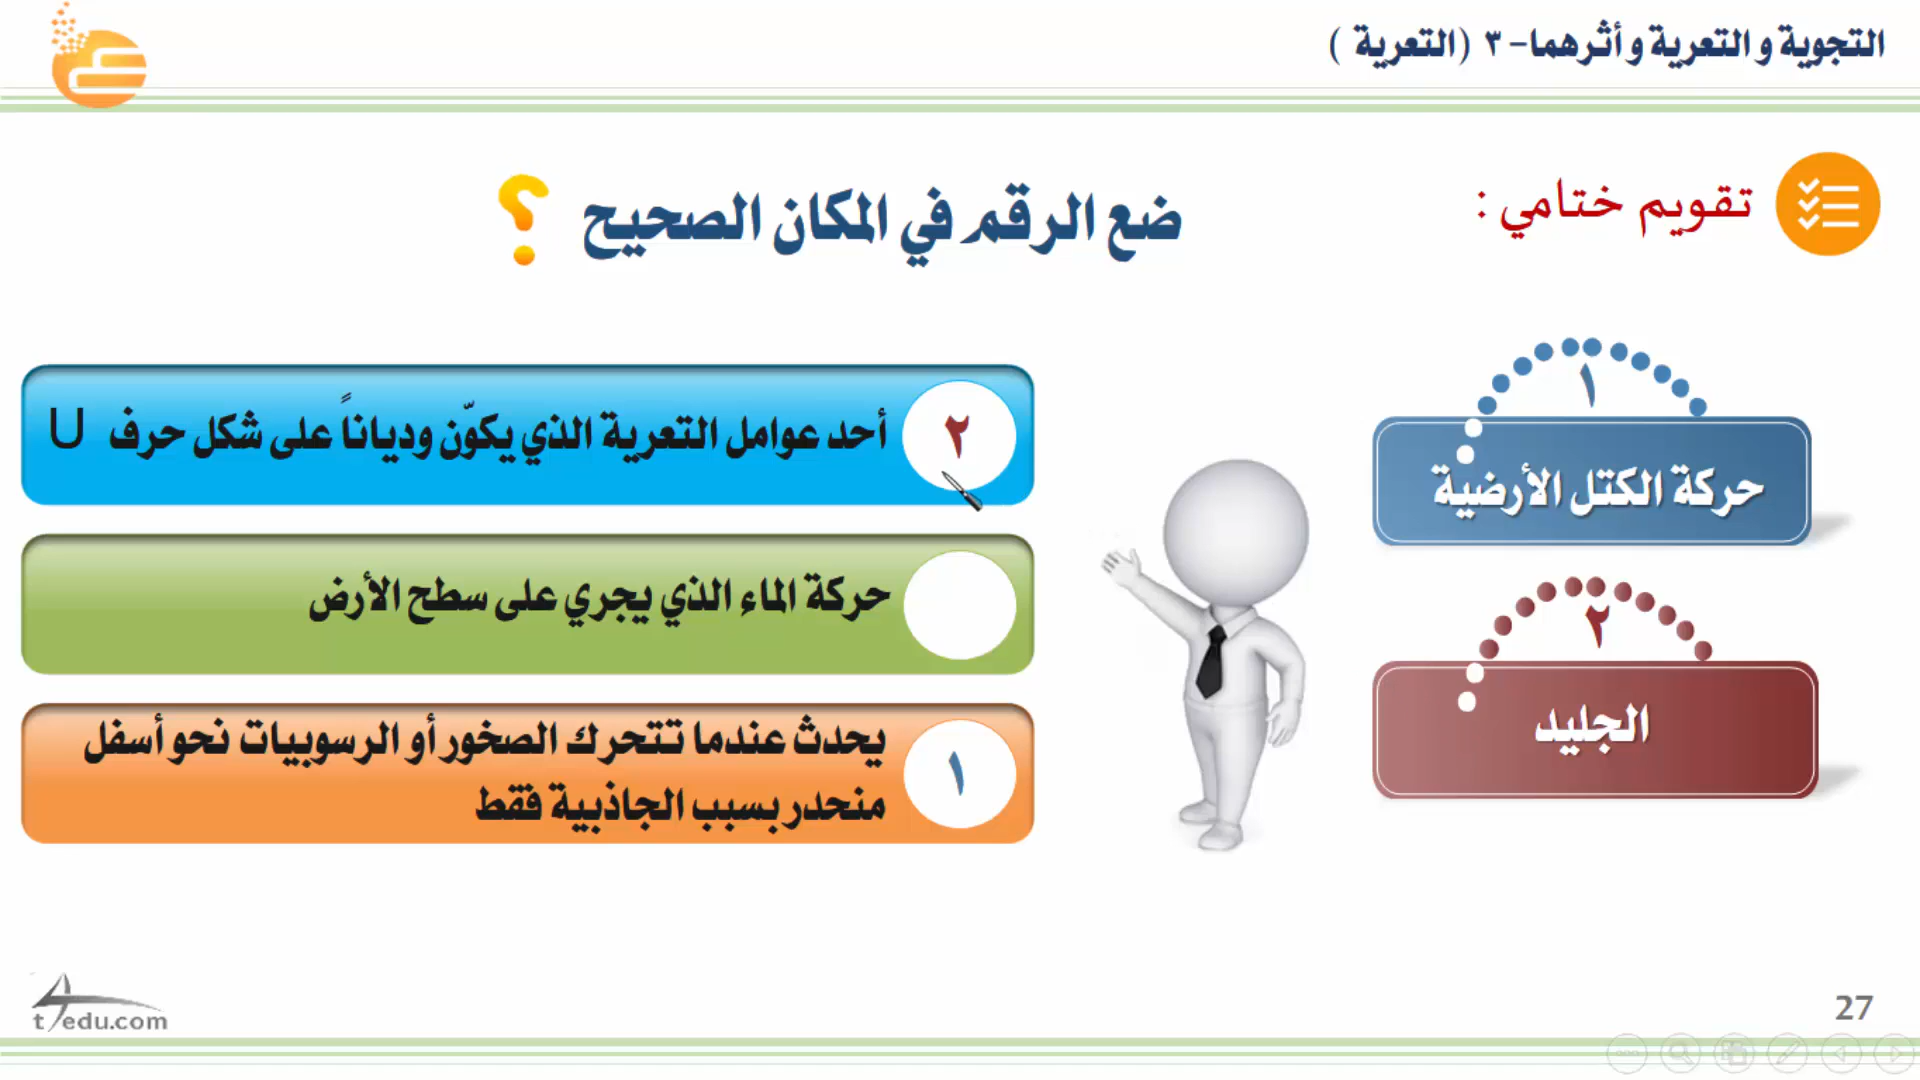 التجوية و التعرية و أثرهما- ٣ (التعرية )
تقويم ختامي :
ضع الرقم في المكان الصحيح ؟
١
حركة الكتل الأرضية
٢
الجليد
٢ أحد عوامل التعرية الذي يكوّن ودياناً على شكل حرف U
حركة الماء الذي يجري على سطح الأرض
١ يحدث عندما تتحرك الصخور أو الرسوبيات نحو أسفل
منحدر بسبب الجاذبية فقط
t4edu.com
27